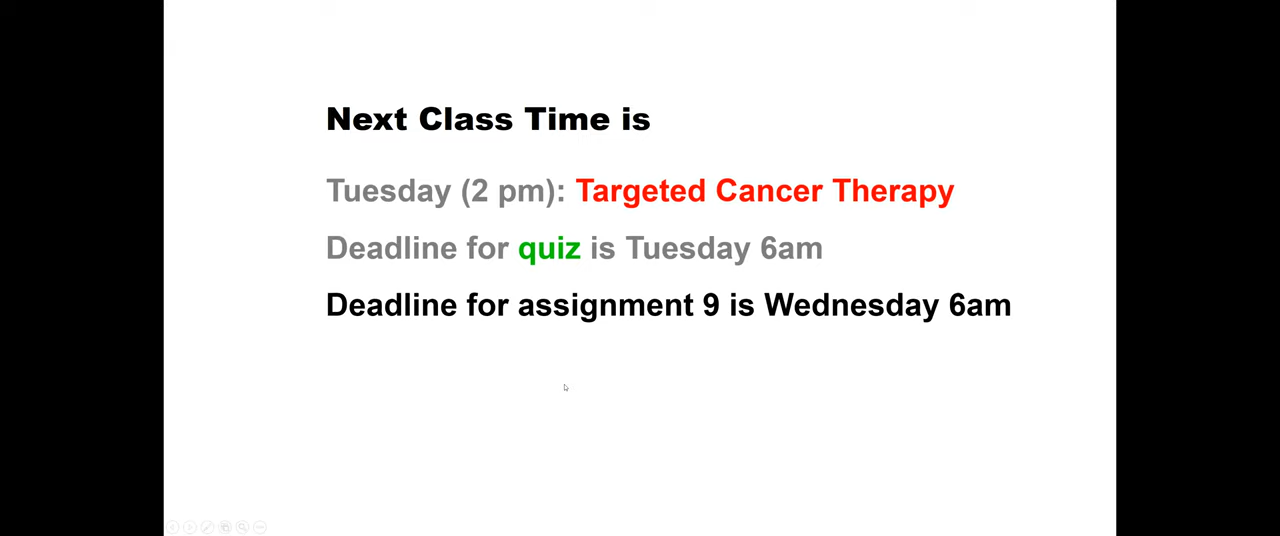 Next Class Time is
Tuesday (2 pm): Targeted Cancer Therapy
Deadline for quiz is Tuesday 6am
Deadline for assignment 9 is Wednesday 6am